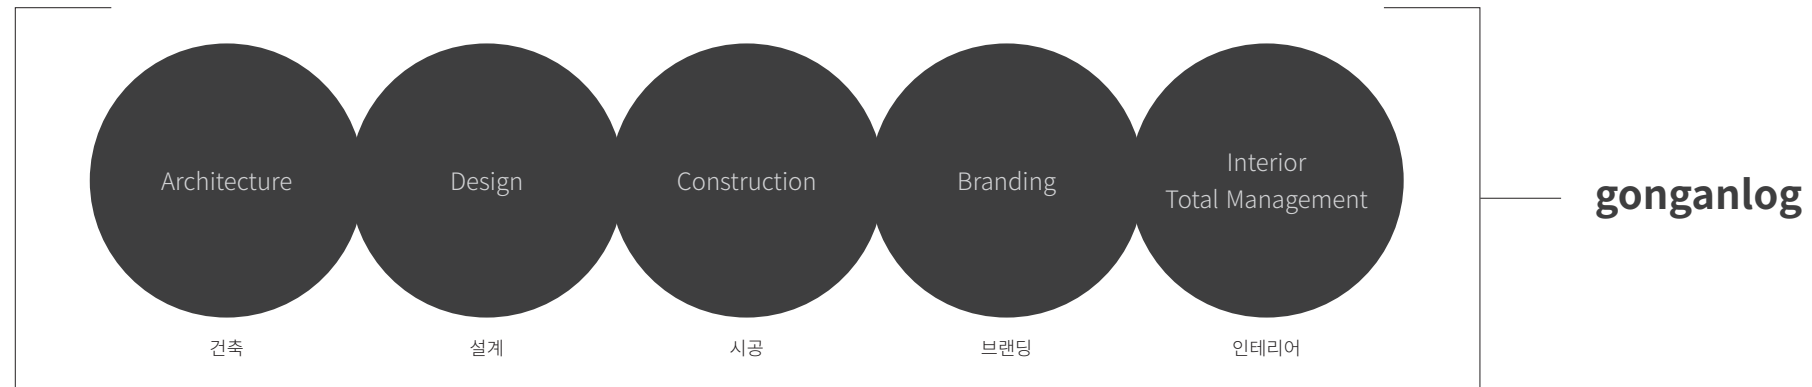 Architecture
Design
Construction
Branding
Interior
Total Management
gonganlog
건축
설계
시공
브랜딩
인테리어